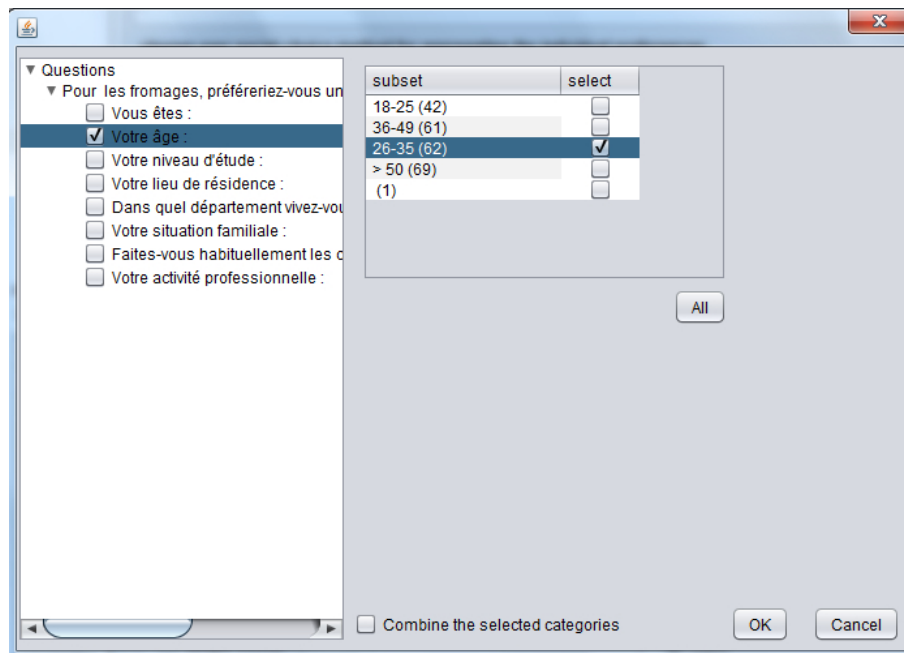 Questions
Pour les fromages, préféreriez-vous un
Vous êtes :
Votre âge :
Votre niveau d'étude :
Votre lieu de résidence :
Dans quel département vivez-vou
Votre situation familiale :
Faites-vous habituellement les c
Votre activité professionnelle :
subset select
18-25 (42)
36-49 (61)
26-35 (62)
> 50 (69)
(1)
All
Combine the selected categories
OK Cancel